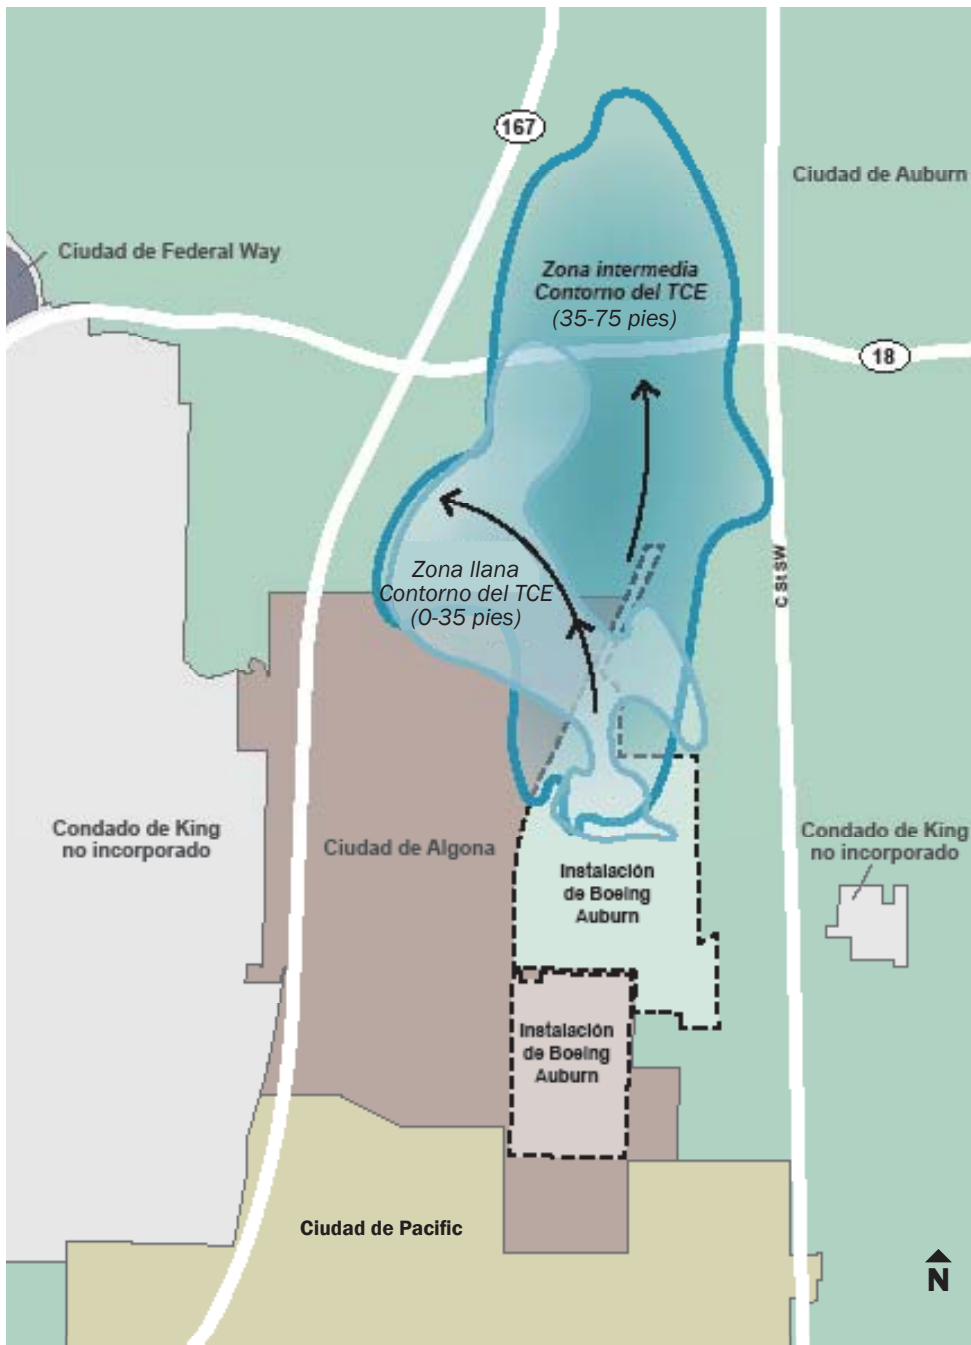 167
Ciudad de Auburn
Ciudad de Federal Way
Zona intermedia
Contorno del TCE
(35-75 pies)
18
C St SW
Zona llana
Contorno del TCE
(0-35 pies)
Condado de King
no incorporado
Ciudad de Algona
Condado de King
no incorporado
Instalación
de Boeing
Auburn
Instalación
de Boeing
Auburn
Ciudad de Pacific
N